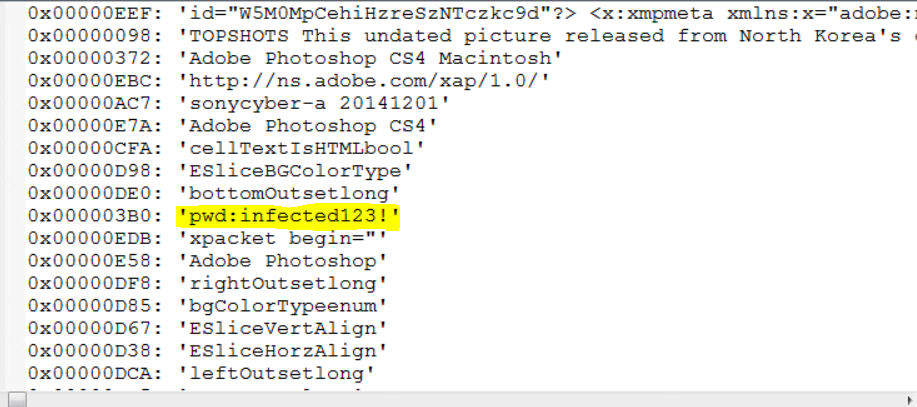 0x00000EEF: 'id="W5M0MpCehiHzreSzNTczkc9d"?> <x:xmpmeta xmlns:x="adobe:
0x00000098: 'TOPSHOTS This undated picture released from North Korea's
0x00000372: 'Adobe Photoshop CS4 Macintosh'
0x00000EBC: 'http://ns.adobe.com/xap/1.0/'
0x00000AC7: 'sonycyber-a 20141201'
0x00000E7A: 'Adobe Photoshop CS4'
0x00000CFA: 'cellTextIsHTMLbool'
0x00000D98: 'ESliceBGColorType'
0x00000DE0: 'bottomOutsetlong'
0x000003B0: 'pwd:infected123!'
0x00000EDB: 'xpacket begin="'
0x00000E58: 'Adobe Photoshop'
0x00000DF8: 'rightOutsetlong'
0x00000D85: 'bgColorTypeenum'
0x00000D67: 'ESliceVertAlign'
0x00000D38: 'ESliceHorzAlign'
0x00000DCA: 'leftOutsetlong'